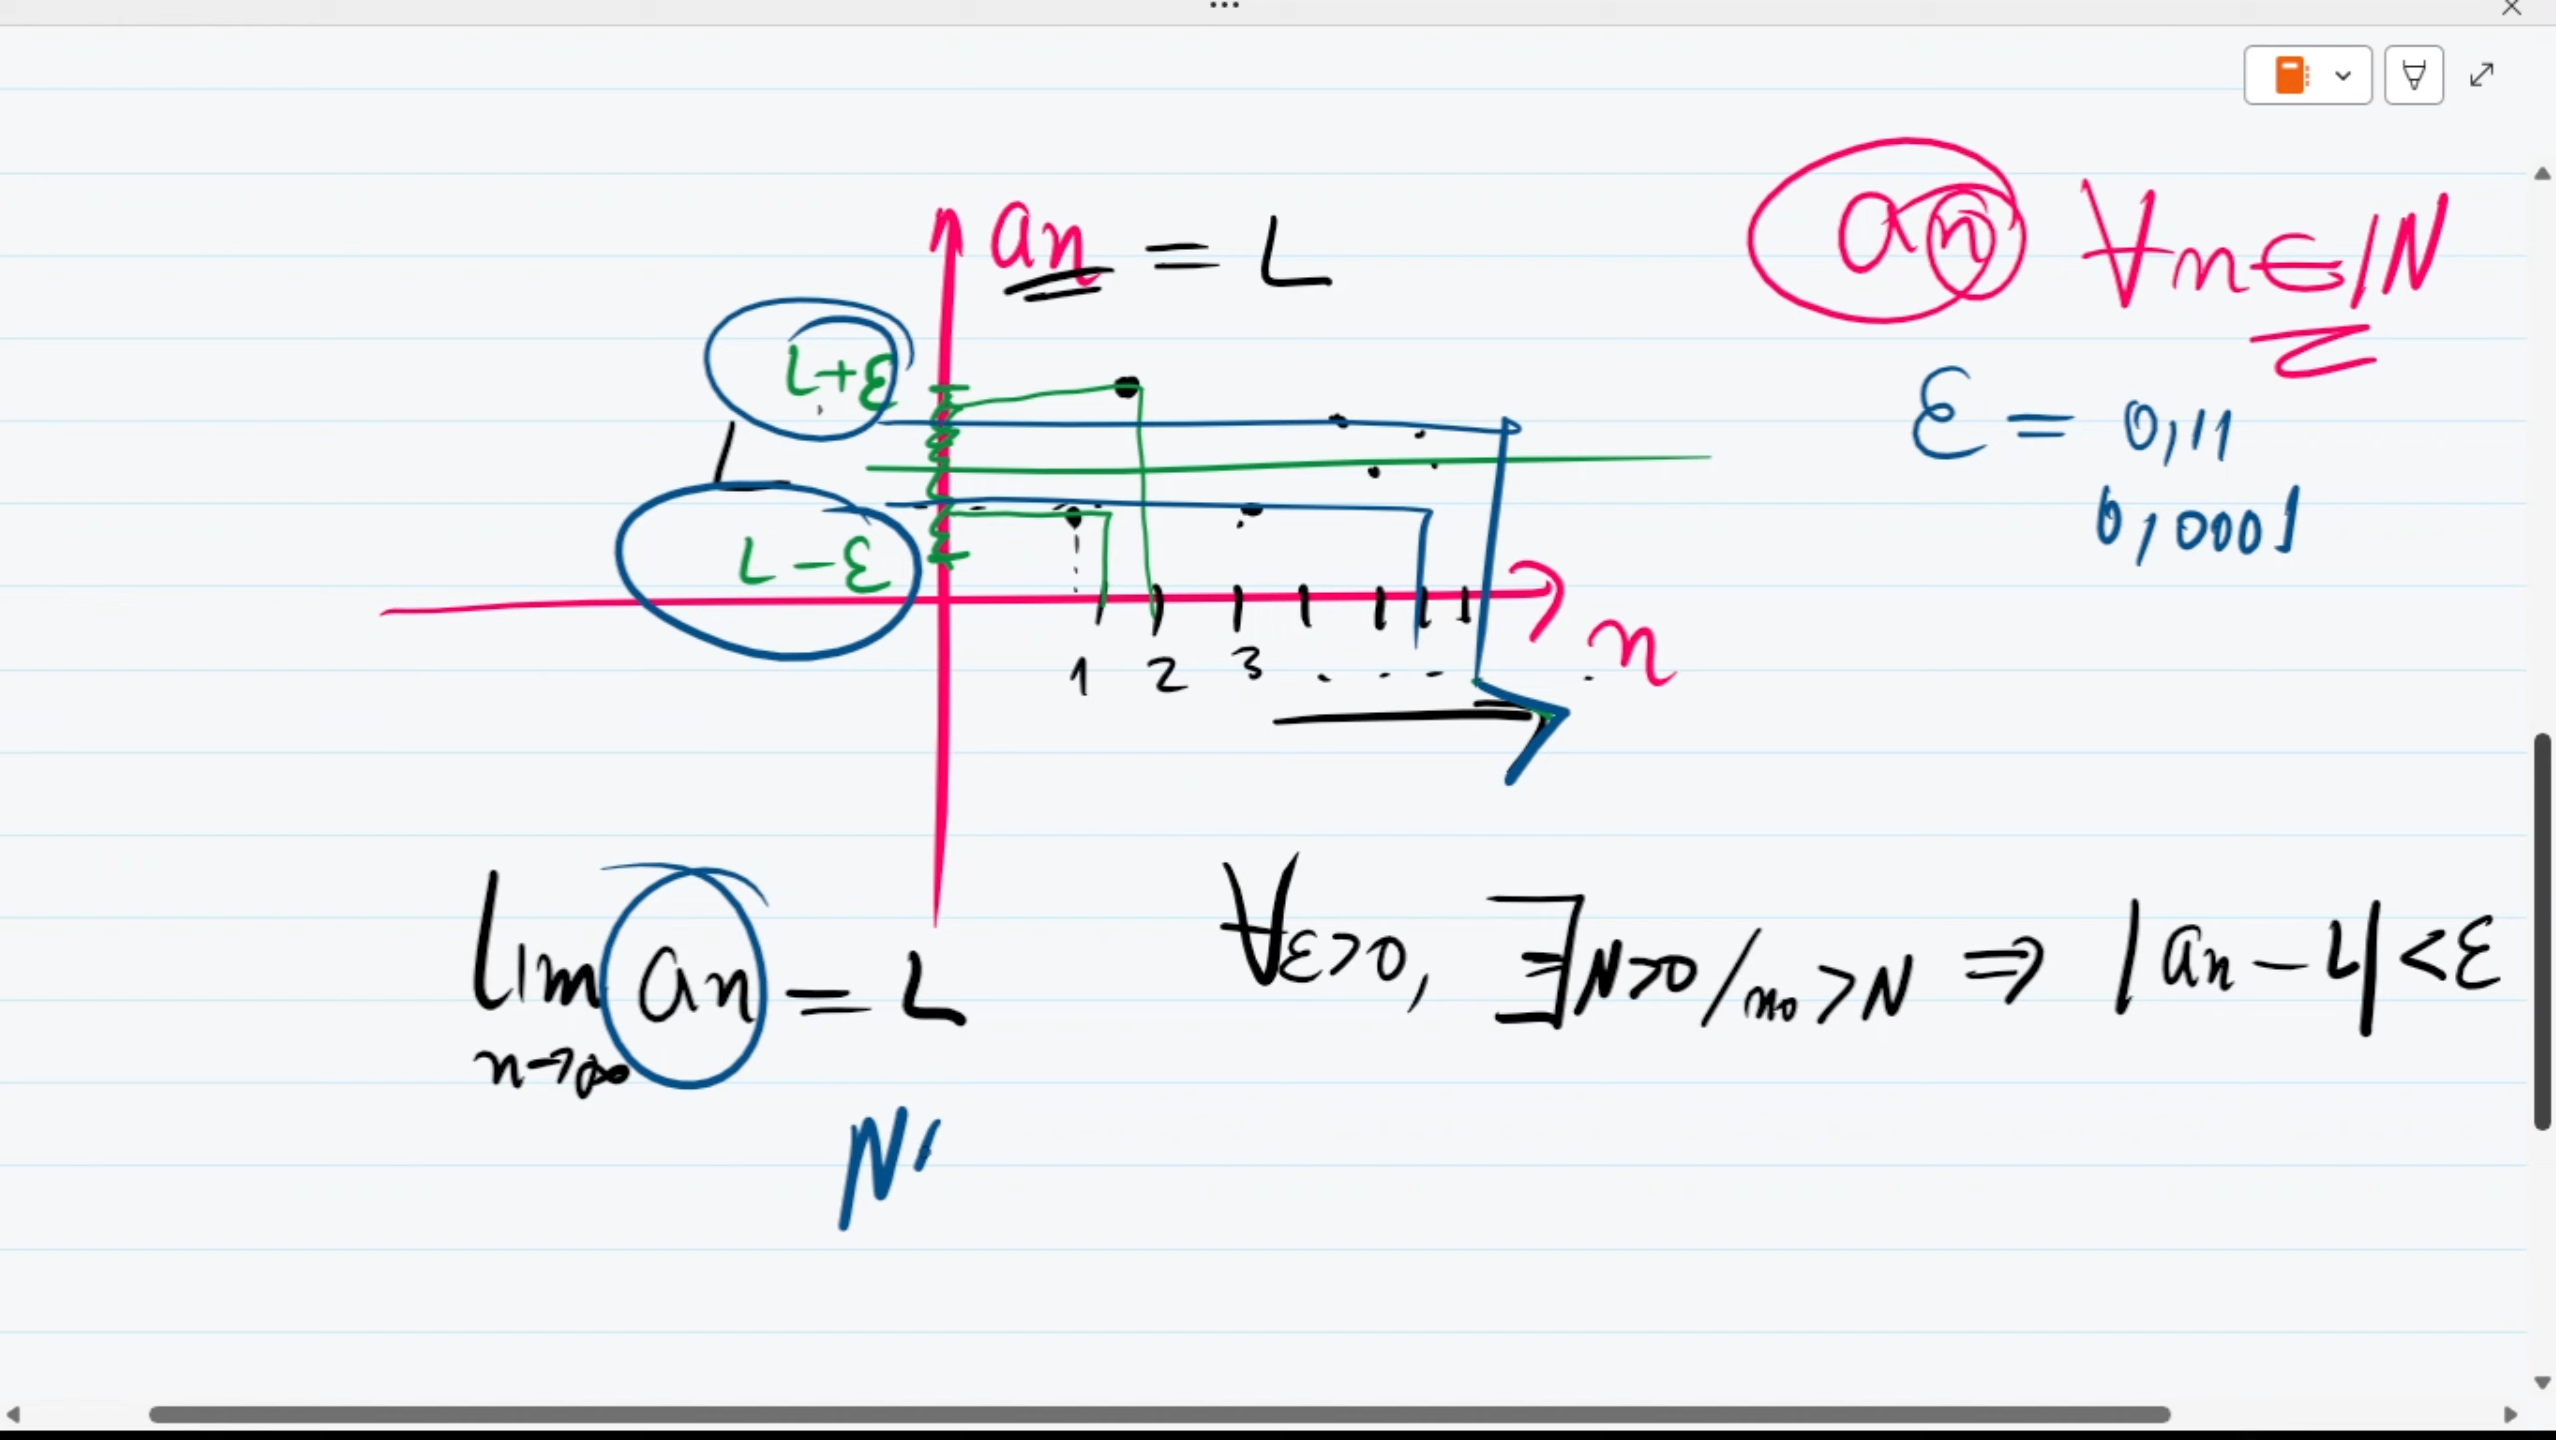 an = L
an ∀n∈ℕ
L+ε
ε = 0,11
L
0,0001
L-ε
n
1 2 3 . . -
Lim an = L
n→∞
∀ε>0, ∃N>0/n₀>N ⇒ |an-L|<ε